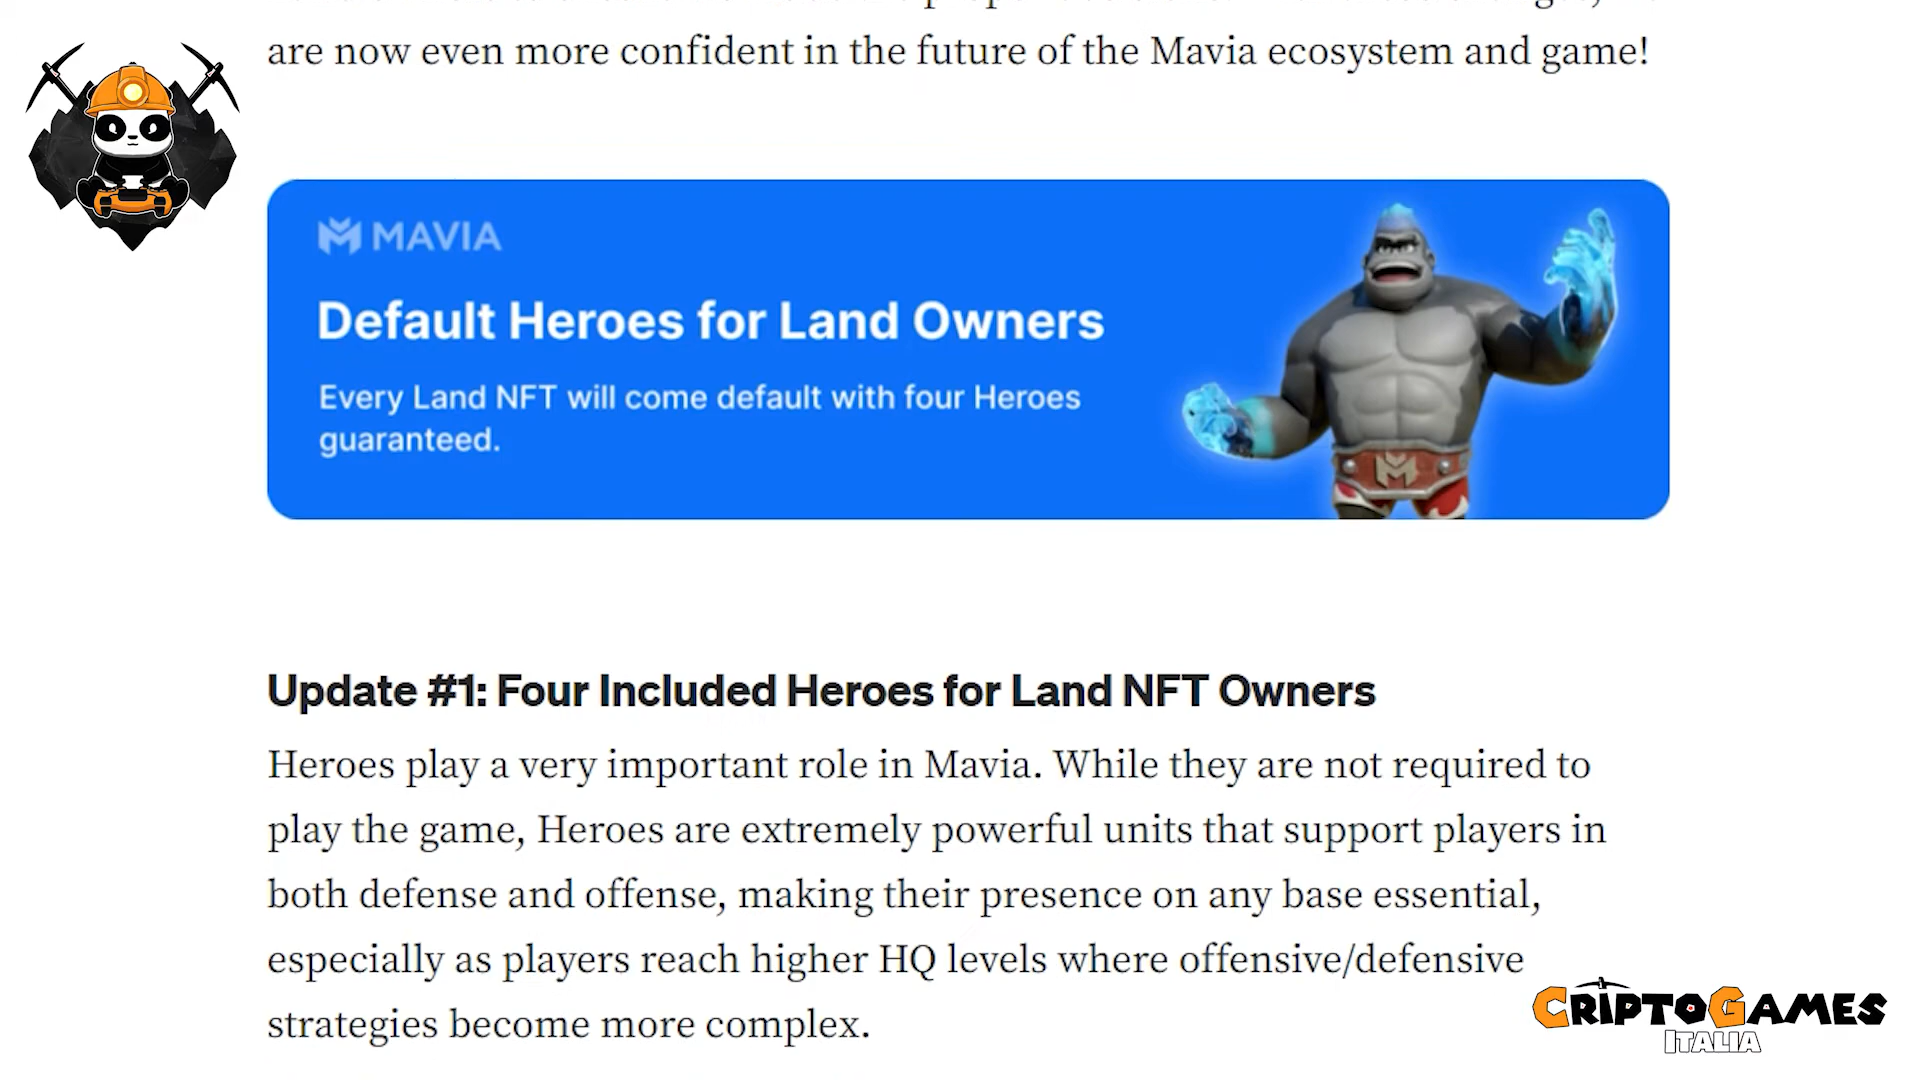 are now even more confident in the future of the Mavia ecosystem and game!
MAVIA
Default Heroes for Land Owners
Every Land NFT will come default with four Heroes
guaranteed.
Update #1: Four Included Heroes for Land NFT Owners
Heroes play a very important role in Mavia. While they are not required to
play the game, Heroes are extremely powerful units that support players in
both defense and offense, making their presence on any base essential,
especially as players reach higher HQ levels where offensive/defensive
strategies become more complex.
CRIPTOGAMES
ITALIA